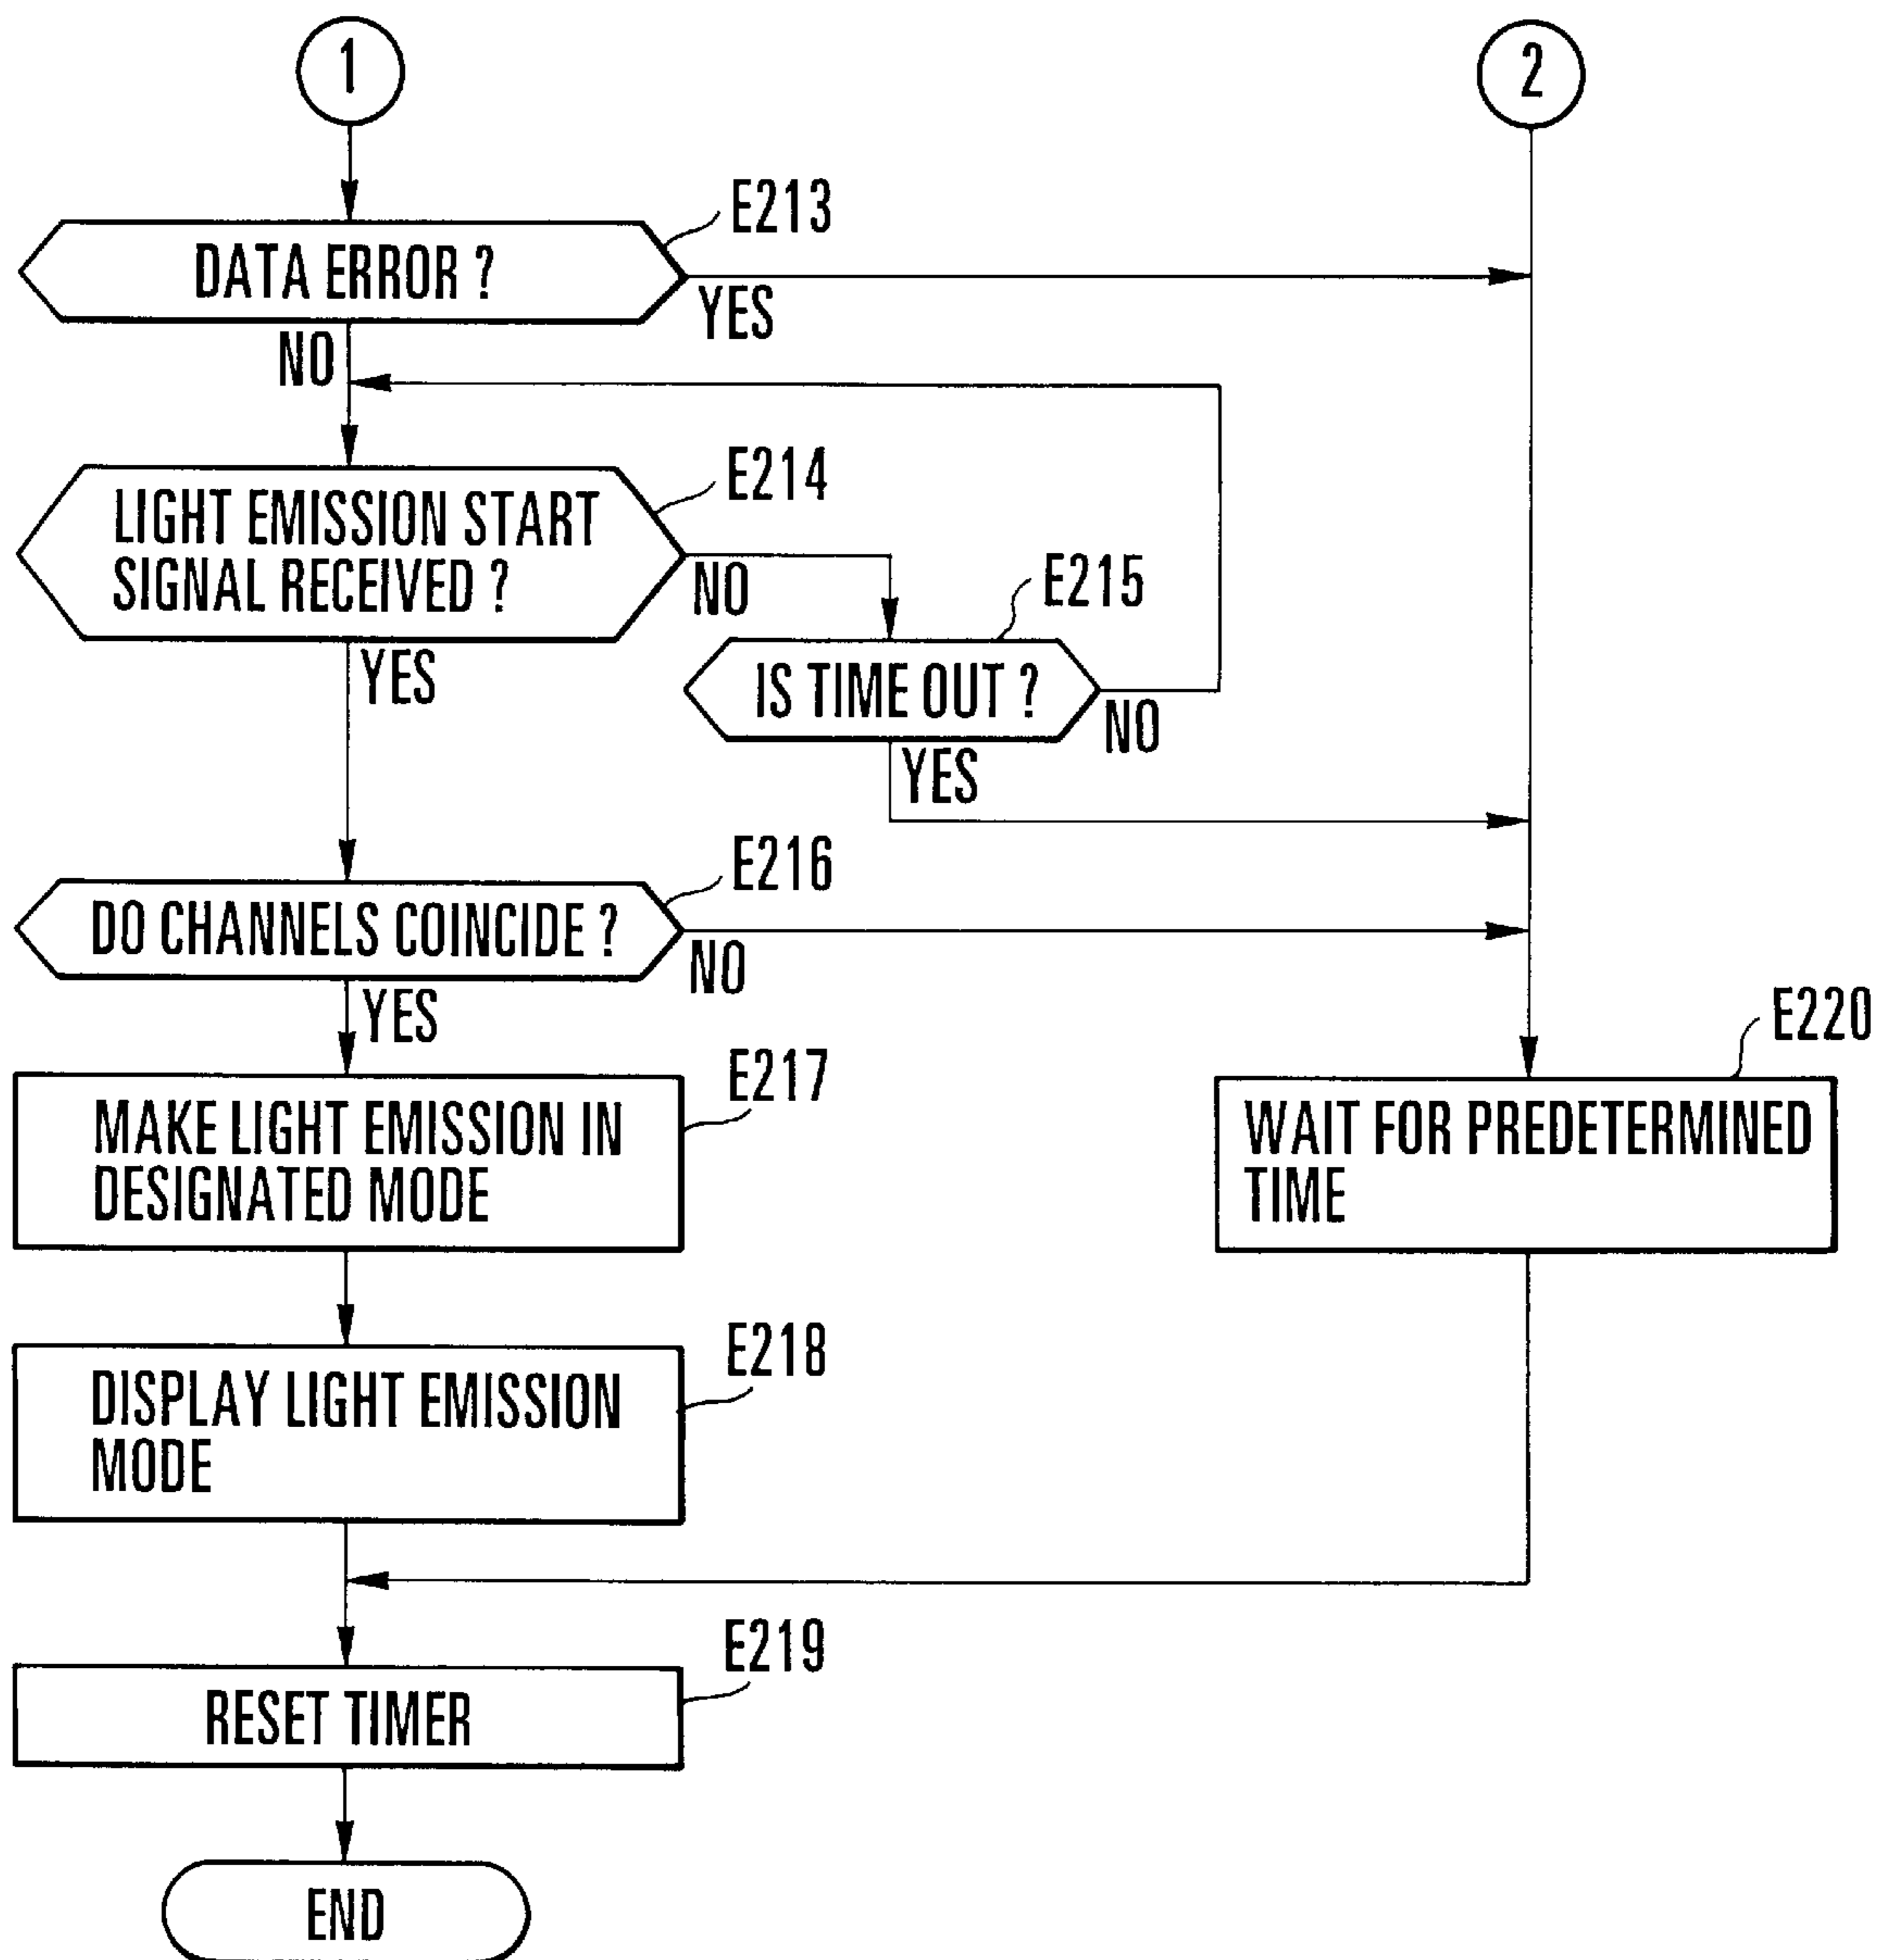 1
2
E213
DATA ERROR ?
YES
NO
E214
LIGHT EMISSION START
SIGNAL RECEIVED ?
NO
E215
YES
IS TIME OUT ?
NO
YES
E216
DO CHANNELS COINCIDE ?
NO
YES
E220
E217
MAKE LIGHT EMISSION IN
DESIGNATED MODE
WAIT FOR PREDETERMINED
TIME
E218
DISPLAY LIGHT EMISSION
MODE
E219
RESET TIMER
END